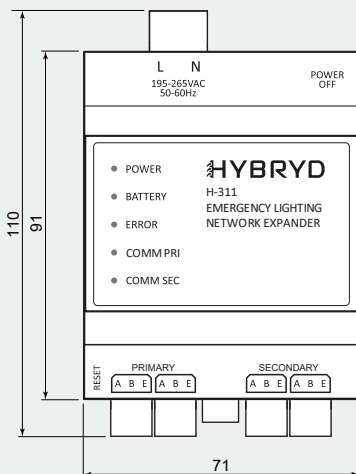 L N
195-265VAC
50-60Hz
POWER
OFF
110
91
POWER
BATTERY
ERROR
COMM PRI
COMM SEC
HYBRYD
H-311
EMERGENCY LIGHTING
NETWORK EXPANDER
RESET
PRIMARY
SECONDARY
A B E A B E A B E A B E
71